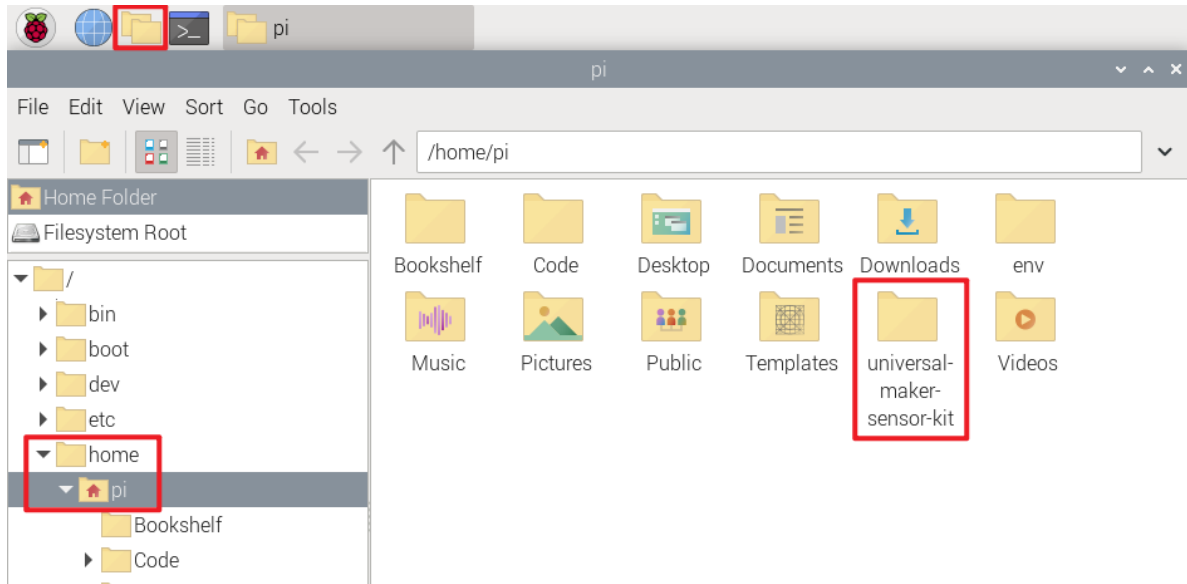 pi
pi
File Edit View Sort Go Tools
/home/pi
Home Folder
Filesystem Root
/
bin
boot
dev
etc
home
pi
Bookshelf
Code
Bookshelf Code Desktop Documents Downloads env
Music Pictures Public Templates universal-
maker-
sensor-kit Videos